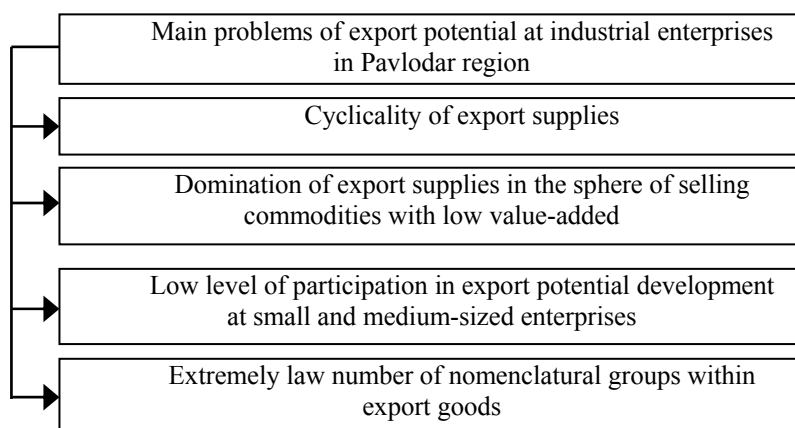 Main problems of export potential at industrial enterprises
in Pavlodar region
Cyclicality of export supplies
Domination of export supplies in the sphere of selling
commodities with low value-added
Low level of participation in export potential development
at small and medium-sized enterprises
Extremely law number of nomenclatural groups within
export goods